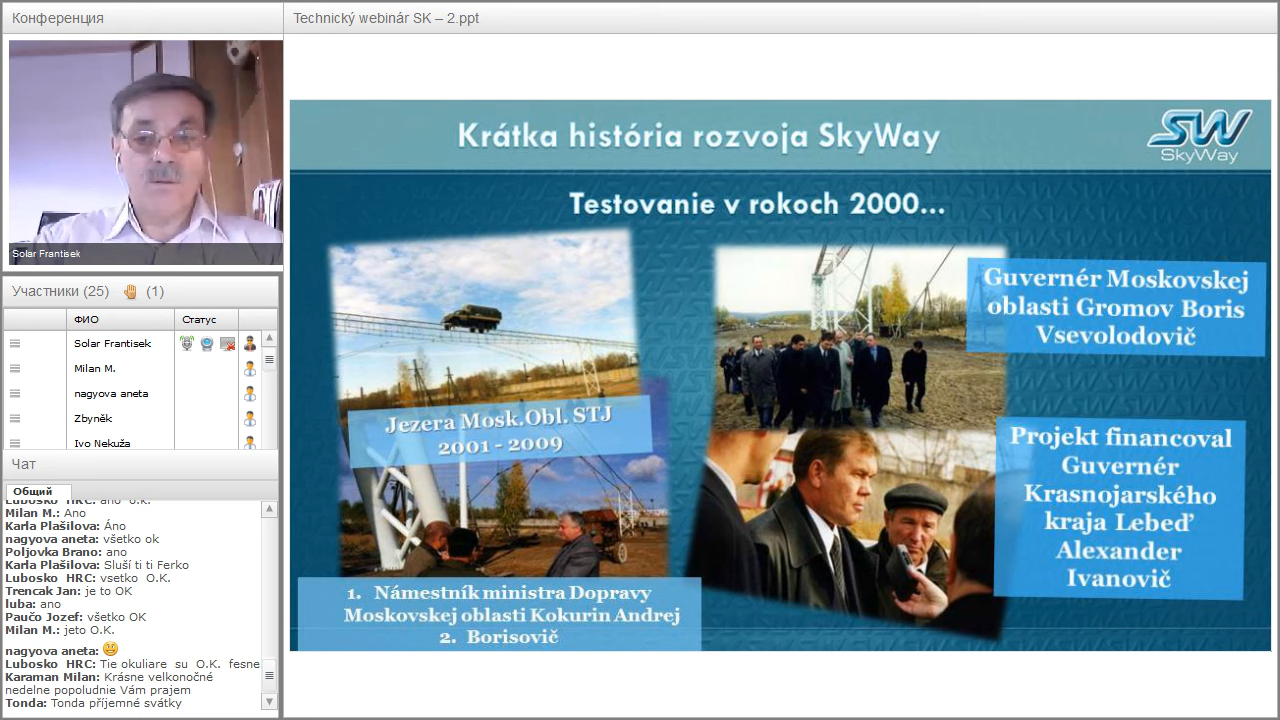 Конференция
Technický webinár SK – 2.ppt
Solar Frantisek
Участники (25) (1)
ФИО Статус
Solar Frantisek
Milan M.
nagyova aneta
Zbyněk
Ivo Nekuža
Чат
Общий
Lubosko HRC: ano o.k.
Milan M.: Ano
Karla Plašilova: Áno
nagyova aneta: všetko ok
Poljovka Brano: ano
Karla Plašilova: Sluší ti ti Ferko
Lubosko HRC: vsetko O.K.
Trencak Jan: je to OK
luba: ano
Paučo Jozef: všetko OK
Milan M.: jeto O.K.
nagyova aneta:
Lubosko HRC: Tie okuliare su O.K. fesne
Karaman Milan: Krásne velkonočné
nedelne popoludnie Vám prajem
Tonda: Tonda příjemné svátky
Krátka história rozvoja SkyWay
SW
SkyWay
Testovanie v rokoch 2000...
Jezera Mosk.Obl. STJ
2001 - 2009
1. Námestník ministra Dopravy
Moskovskej oblasti Kokurin Andrej
2. Borisovič
Guvernér Moskovskej
oblasti Gromov Boris
Vsevolodovič
Projekt financoval
Guvernér
Krasnojarského
kraja Lebeď
Alexander
Ivanovič